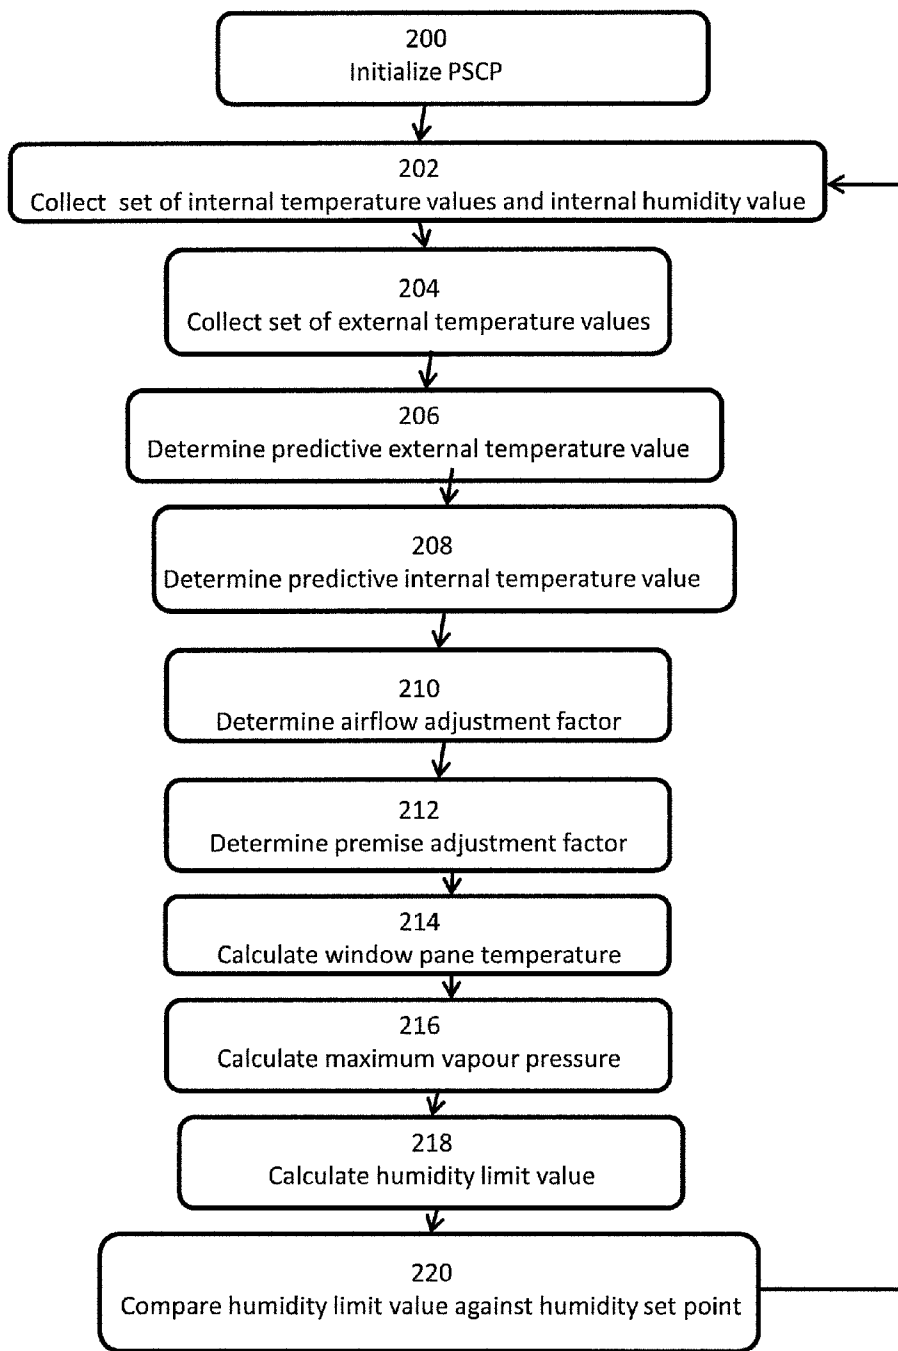 200
Initialize PSCP
202
Collect set of internal temperature values and internal humidity value
204
Collect set of external temperature values
206
Determine predictive external temperature value
208
Determine predictive internal temperature value
210
Determine airflow adjustment factor
212
Determine premise adjustment factor
214
Calculate window pane temperature
216
Calculate maximum vapour pressure
218
Calculate humidity limit value
220
Compare humidity limit value against humidity set point